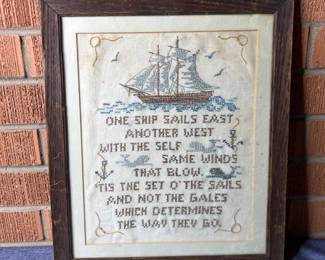 ONE SHIP SAILS EAST,
ANOTHER WEST
WITH THE SELF
SAME WINDS
THAT BLOW.
'TIS THE SET O'THE SAILS
AND NOT THE GALES
WHICH DETERMINES
THE WAY THEY GO.